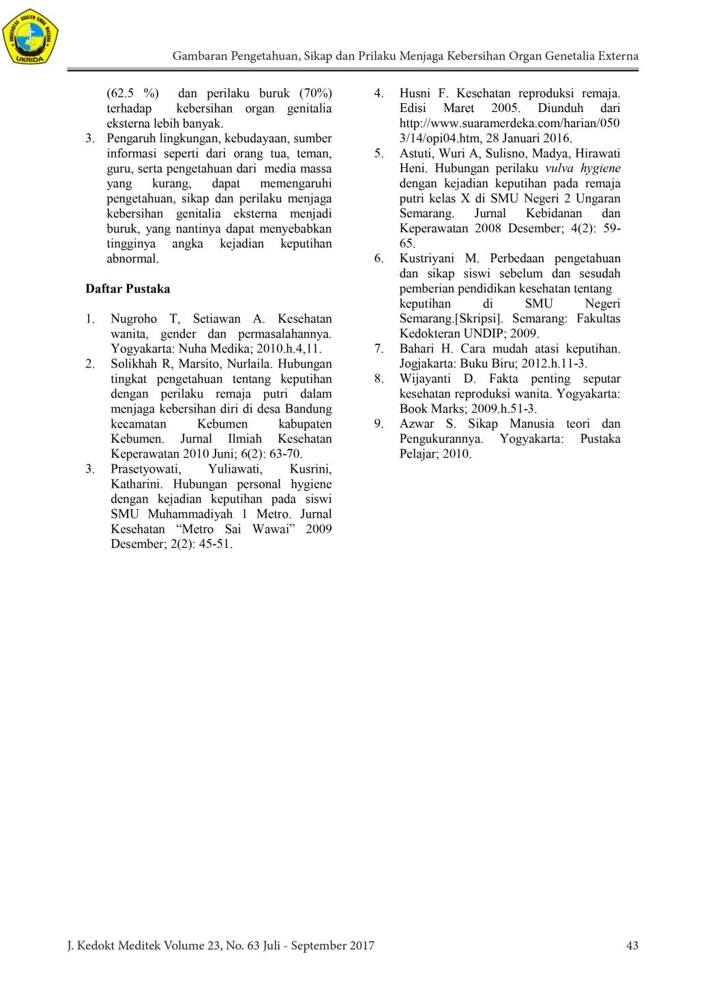 UNIVERSITAS KRISTEN KRIDA WACANA
UKRIDA
Gambaran Pengetahuan, Sikap dan Prilaku Menjaga Kebersihan Organ Genetalia Externa
(62.5 %) dan perilaku buruk (70%)
terhadap kebersihan organ genitalia
eksterna lebih banyak.
3. Pengaruh lingkungan, kebudayaan, sumber
informasi seperti dari orang tua, teman,
guru, serta pengetahuan dari media massa
yang kurang, dapat memengaruhi
pengetahuan, sikap dan perilaku menjaga
kebersihan genitalia eksterna menjadi
buruk, yang nantinya dapat menyebabkan
tingginya angka kejadian keputihan
abnormal.
Daftar Pustaka
1. Nugroho T, Setiawan A. Kesehatan
wanita, gender dan permasalahannya.
Yogyakarta: Nuha Medika; 2010.h.4,11.
2. Solikhah R, Marsito, Nurlaila. Hubungan
tingkat pengetahuan tentang keputihan
dengan perilaku remaja putri dalam
menjaga kebersihan diri di desa Bandung
kecamatan Kebumen kabupaten
Kebumen. Jurnal Ilmiah Kesehatan
Keperawatan 2010 Juni; 6(2): 63-70.
3. Prasetyowati, Yuliawati, Kusrini,
Katharini. Hubungan personal hygiene
dengan kejadian keputihan pada siswi
SMU Muhammadiyah 1 Metro. Jurnal
Kesehatan “Metro Sai Wawai” 2009
Desember; 2(2): 45-51.
4. Husni F. Kesehatan reproduksi remaja.
Edisi Maret 2005. Diunduh dari
http://www.suaramerdeka.com/harian/050
3/14/opi04.htm, 28 Januari 2016.
5. Astuti, Wuri A, Sulisno, Madya, Hirawati
Heni. Hubungan perilaku vulva hygiene
dengan kejadian keputihan pada remaja
putri kelas X di SMU Negeri 2 Ungaran
Semarang. Jurnal Kebidanan dan
Keperawatan 2008 Desember; 4(2): 59-
65.
6. Kustriyani M. Perbedaan pengetahuan
dan sikap siswi sebelum dan sesudah
pemberian pendidikan kesehatan tentang
keputihan di SMU Negeri
Semarang.[Skripsi]. Semarang: Fakultas
Kedokteran UNDIP; 2009.
7. Bahari H. Cara mudah atasi keputihan.
Jogjakarta: Buku Biru; 2012.h.11-3.
8. Wijayanti D. Fakta penting seputar
kesehatan reproduksi wanita. Yogyakarta:
Book Marks; 2009.h.51-3.
9. Azwar S. Sikap Manusia teori dan
Pengukurannya. Yogyakarta: Pustaka
Pelajar; 2010.
J. Kedokt Meditek Volume 23, No. 63 Juli - September 2017 43